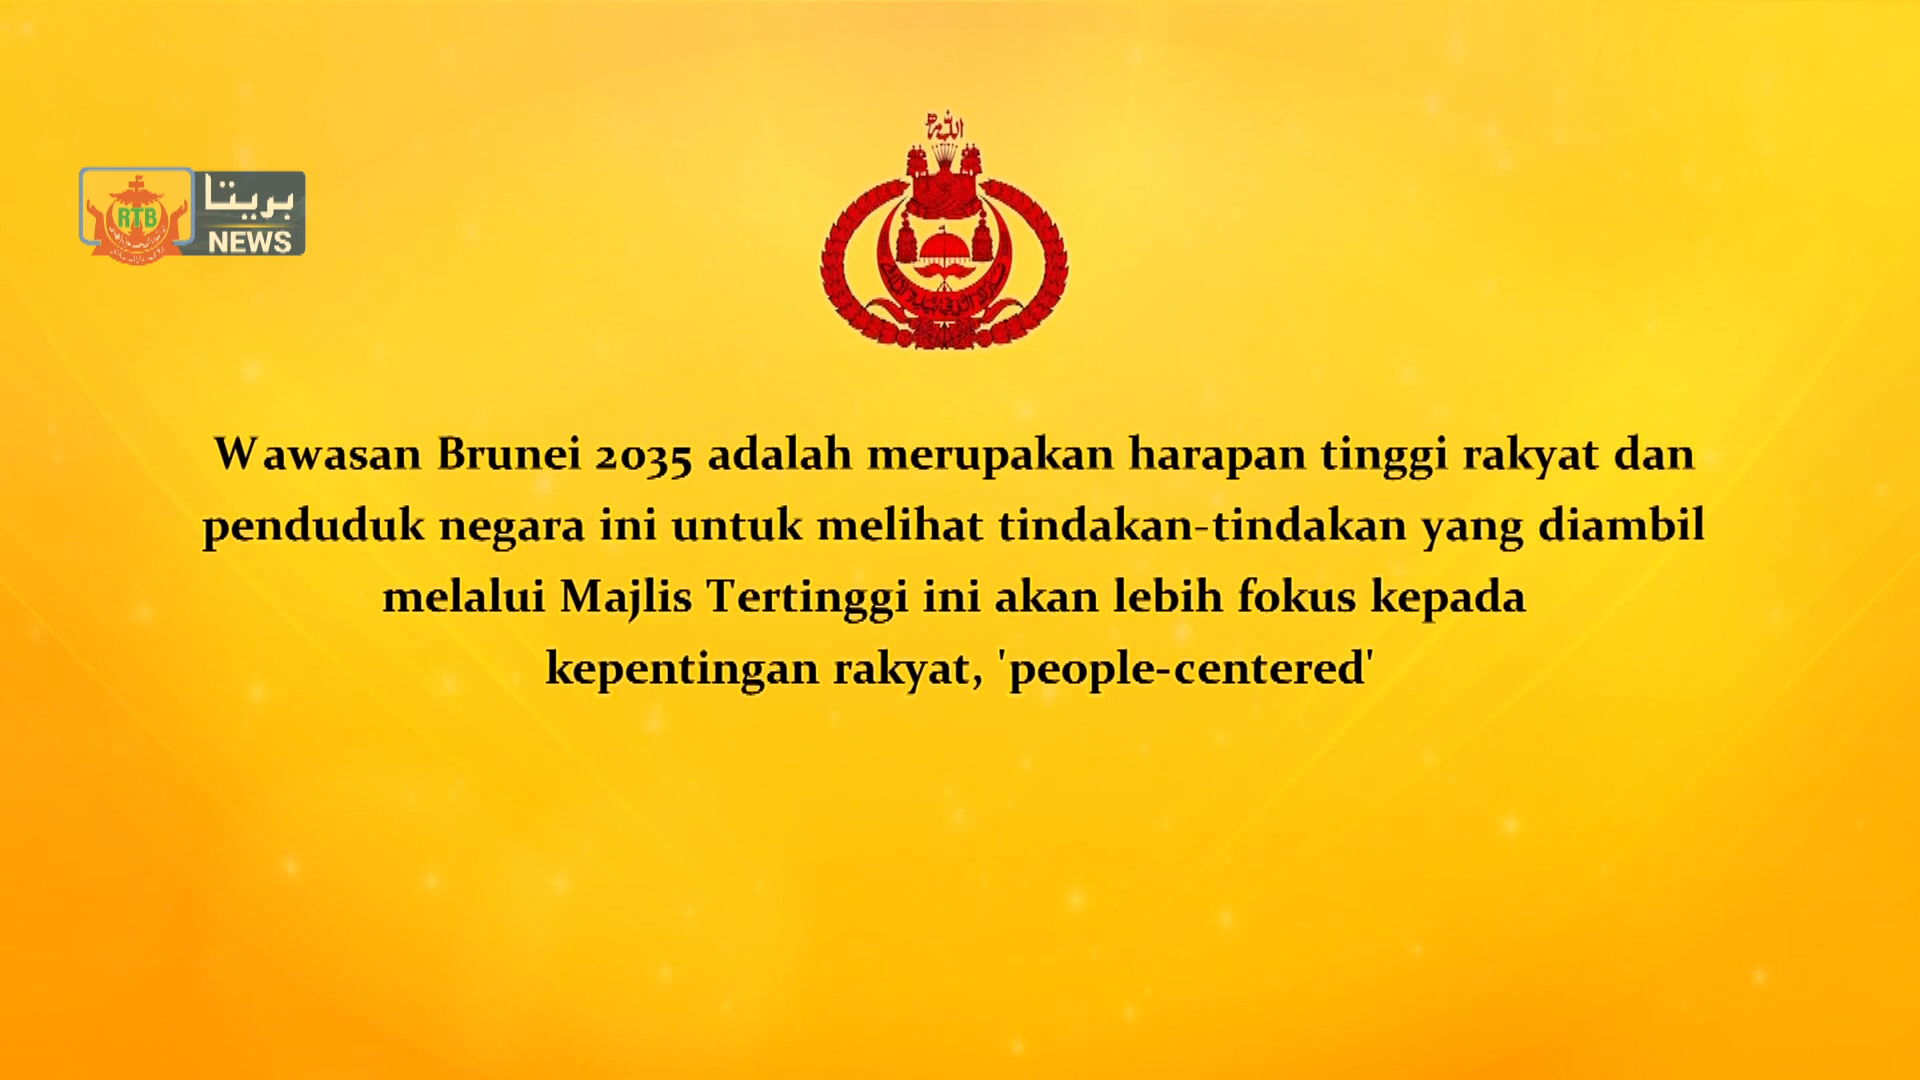 RTB
بريتا
NEWS
Wawasan Brunei 2035 adalah merupakan harapan tinggi rakyat dan
penduduk negara ini untuk melihat tindakan-tindakan yang diambil
melalui Majlis Tertinggi ini akan lebih fokus kepada
kepentingan rakyat, 'people-centered'